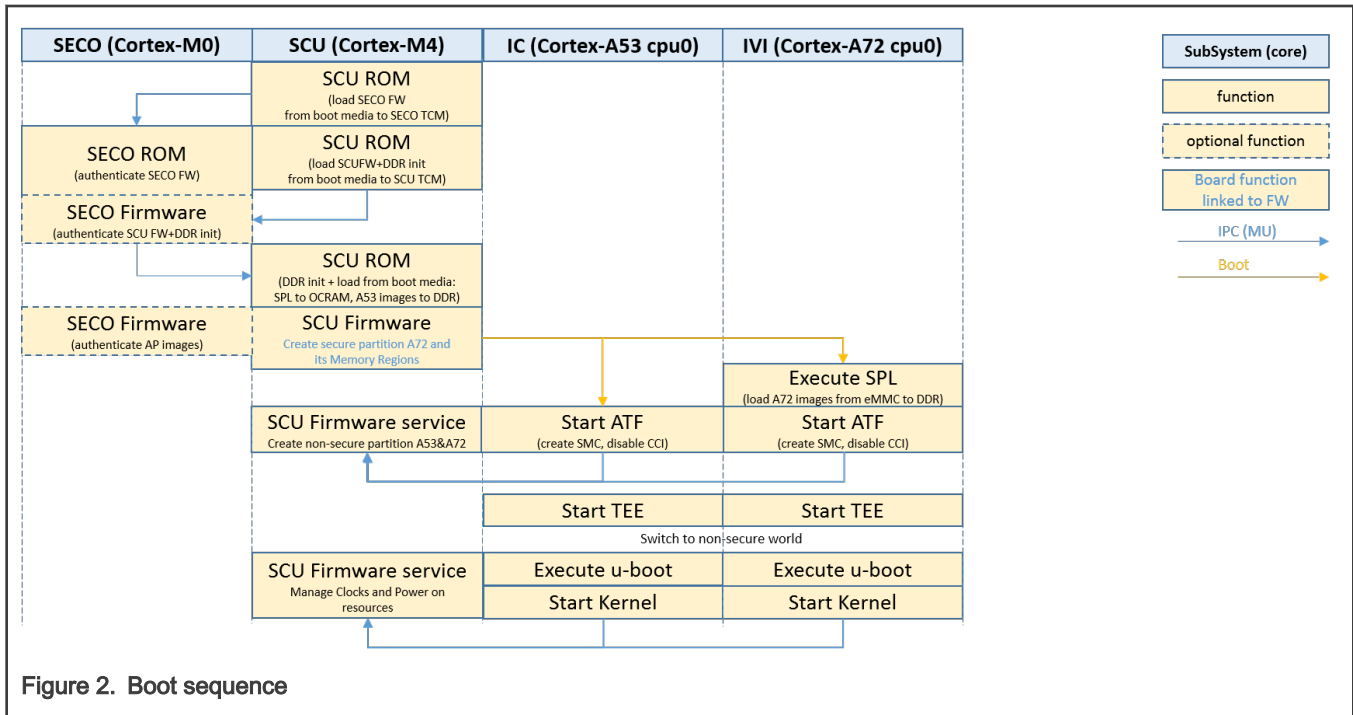 SECO (Cortex-M0)
SCU (Cortex-M4)
IC (Cortex-A53 cpu0)
IVI (Cortex-A72 cpu0)
SCU ROM
(load SECO FW
from boot media to SECO TCM)
SECO ROM
(authenticate SECO FW)
SCU ROM
(load SCUFW+DDR init
from boot media to SCU TCM)
SECO Firmware
(authenticate SCU FW+DDR init)
SCU ROM
(DDR init + load from boot media:
SPL to OCRAM, A53 images to DDR)
SECO Firmware
(authenticate AP images)
SCU Firmware
Create secure partition A72 and
its Memory Regions
Execute SPL
(load A72 images from eMMC to DDR)
SCU Firmware service
Create non-secure partition A53&A72
Start ATF
(create SMC, disable CCI)
Start ATF
(create SMC, disable CCI)
Start TEE
Start TEE
Switch to non-secure world
SCU Firmware service
Manage Clocks and Power on
resources
Execute u-boot
Execute u-boot
Start Kernel
Start Kernel
SubSystem (core)
function
optional function
Board function
linked to FW
IPC (MU)
Boot
Figure 2. Boot sequence